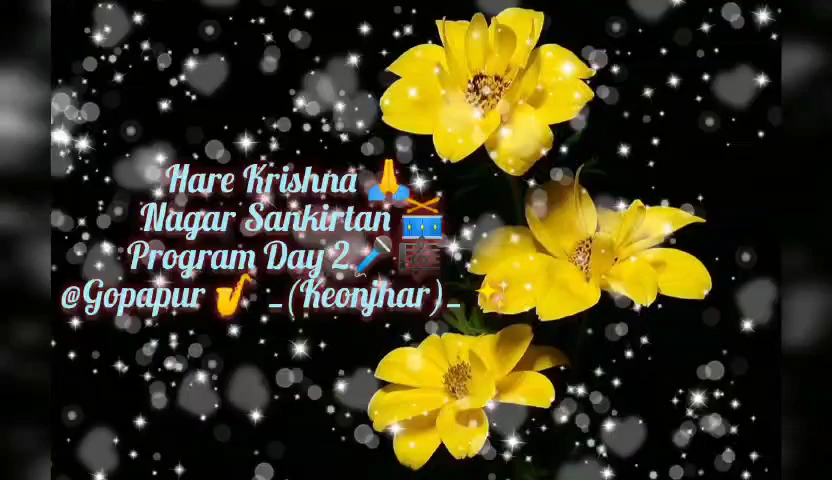 Hare Krishna 🙏
Nagar Sankirtan 🥁
Program Day 2🎤 🎼
@Gopapur 🎷 _(Keonjhar)_ ✨